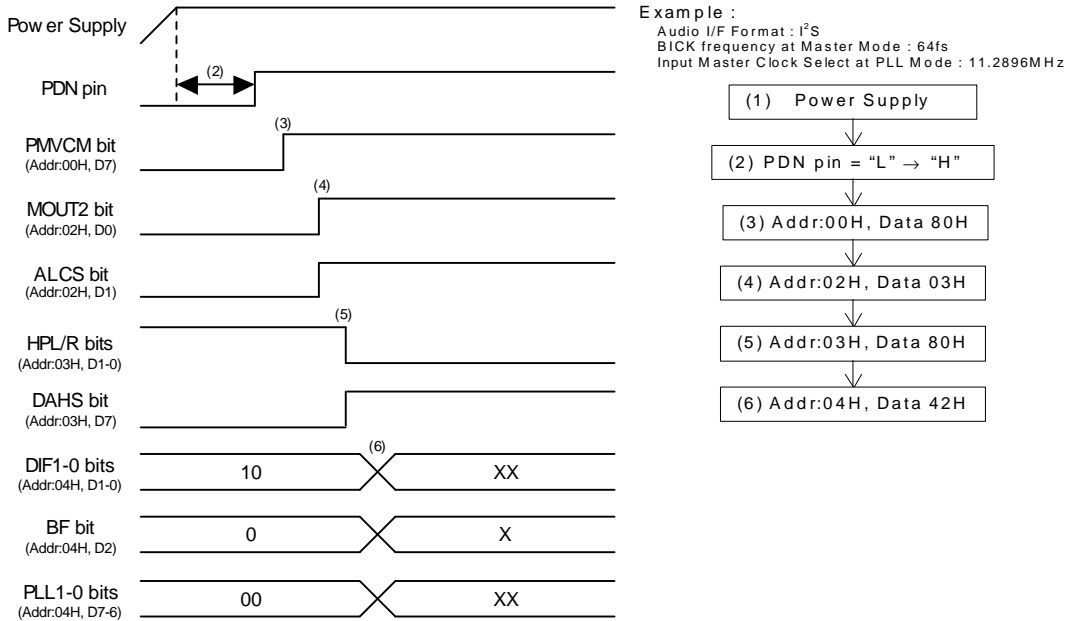 Power Supply
(2)
PDN pin
(3)
PMVCM bit
(Addr:00H, D7)
(4)
MOUT2 bit
(Addr:02H, D0)
ALCS bit
(Addr:02H, D1)
(5)
HPL/R bits
(Addr:03H, D1-0)
DAHS bit
(Addr:03H, D7)
(6)
DIF1-0 bits
(Addr:04H, D1-0)
10
XX
BF bit
(Addr:04H, D2)
0
X
PLL1-0 bits
(Addr:04H, D7-6)
00
XX
Example :
Audio I/F Format : I²S
BICK frequency at Master Mode : 64fs
Input Master Clock Select at PLL Mode : 11.2896MHz
(1) Power Supply
(2) PDN pin = “L” → “H”
(3) Addr:00H, Data 80H
(4) Addr:02H, Data 03H
(5) Addr:03H, Data 80H
(6) Addr:04H, Data 42H